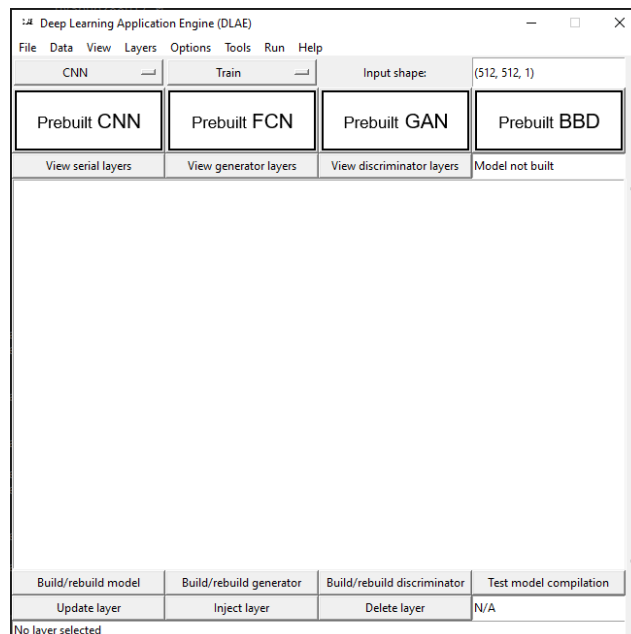 Deep Learning Application Engine (DLAE)
File Data View Layers Options Tools Run Help
CNN Train Input shape: (512, 512, 1)
Prebuilt CNN Prebuilt FCN Prebuilt GAN Prebuilt BBD
View serial layers View generator layers View discriminator layers Model not built
Build/rebuild model Build/rebuild generator Build/rebuild discriminator Test model compilation
Update layer Inject layer Delete layer N/A
No layer selected